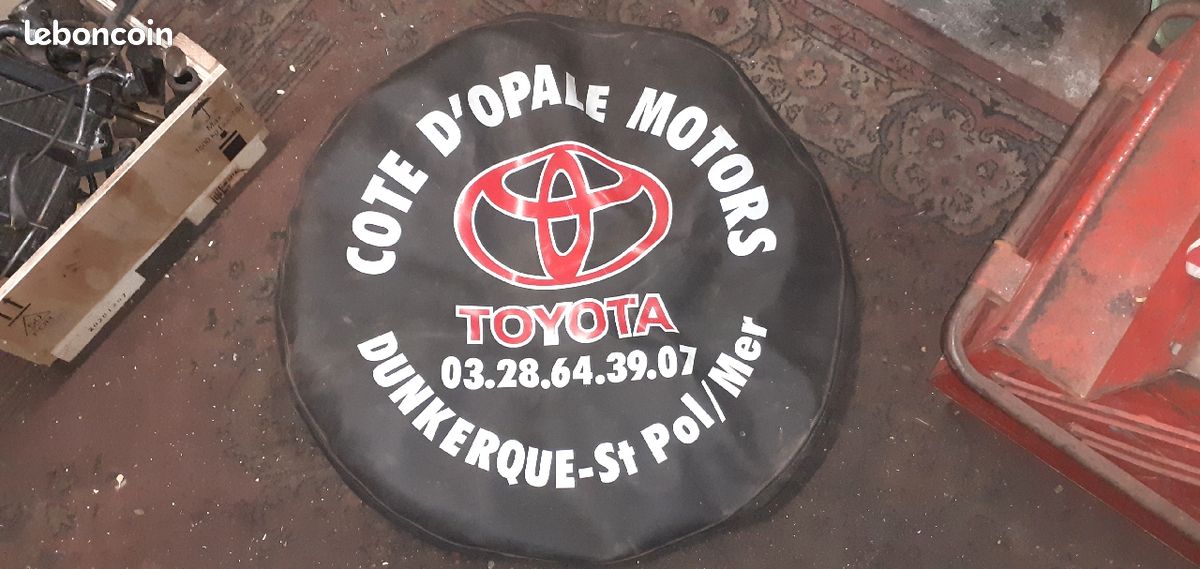 leboncoin
COTE D'OPALE MOTORS
TOYOTA
03.28.64.39.07
DUNKERQUE-St Pol/Mer